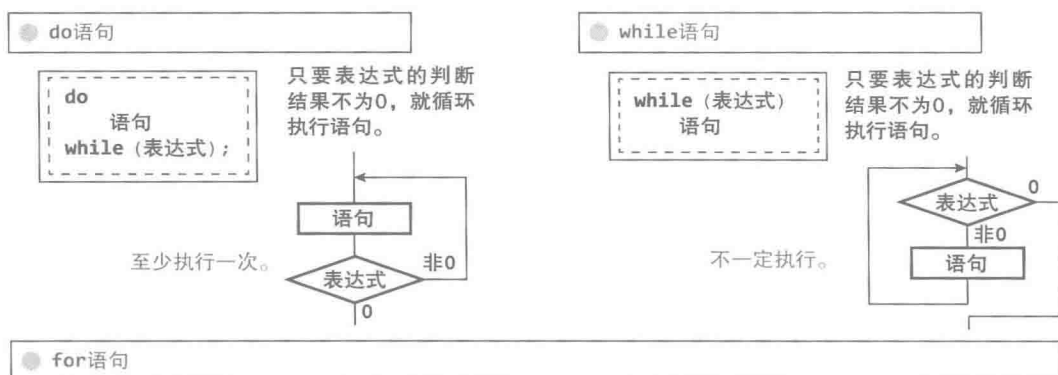 do语句
do
语句
while（表达式）;
只要表达式的判断
结果不为0，就循环
执行语句。
语句
至少执行一次。
非0
表达式
0
while语句
while（表达式）
语句
只要表达式的判断
结果不为0，就循环
执行语句。
0
表达式
非0
不一定执行。
语句
for语句